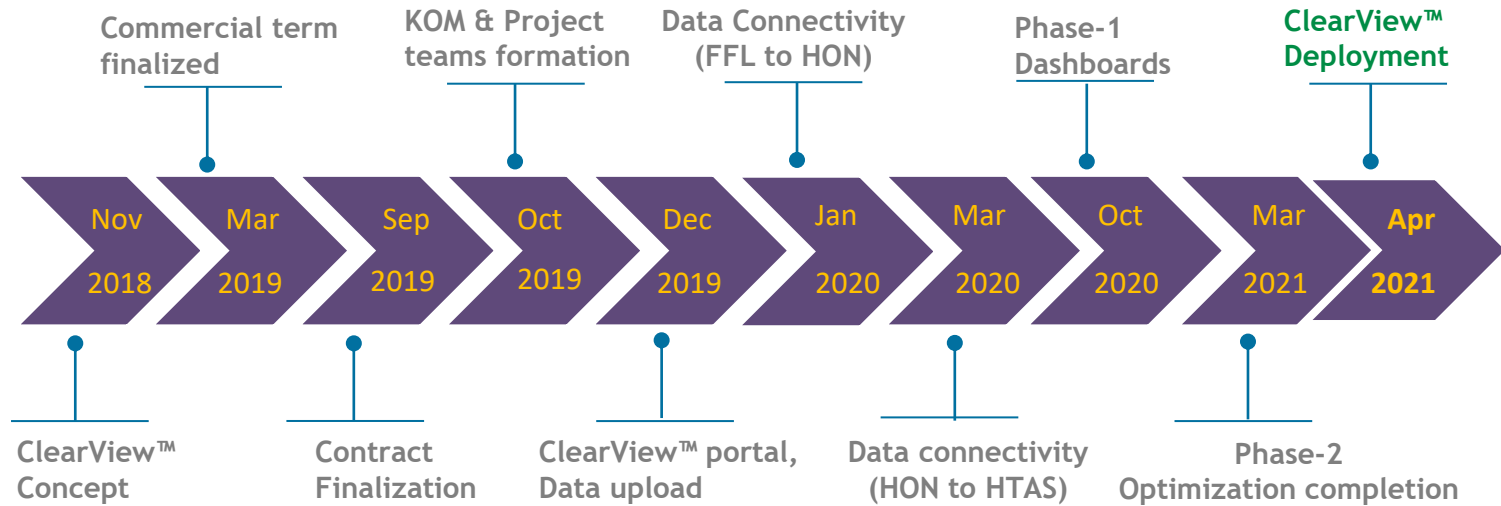 Commercial term
finalized
KOM & Project
teams formation
Data Connectivity
(FFL to HON)
Phase-1
Dashboards
ClearView™
Deployment
Nov
2018
Mar
2019
Sep
2019
Oct
2019
Dec
2019
Jan
2020
Mar
2020
Oct
2020
Mar
2021
Apr
2021
ClearView™
Concept
Contract
Finalization
ClearView™ portal,
Data upload
Data connectivity
(HON to HTAS)
Phase-2
Optimization completion